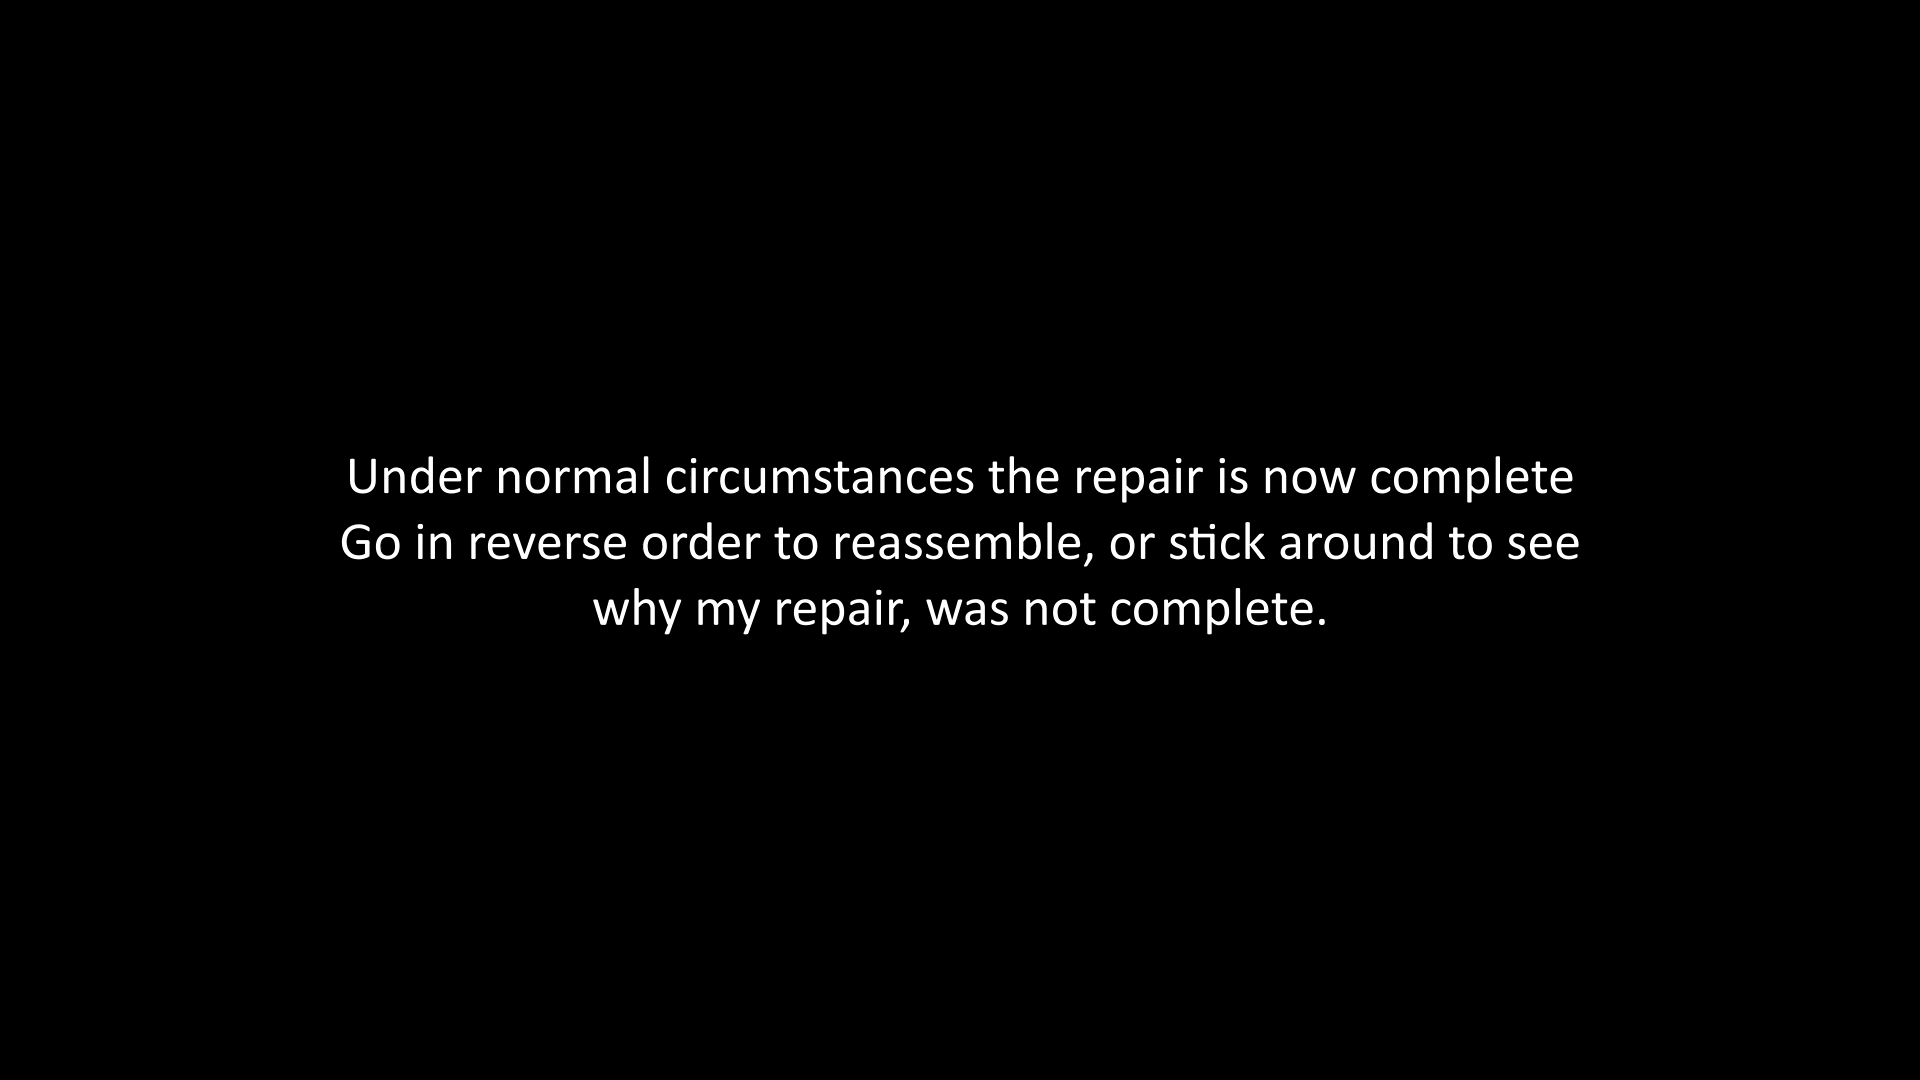 Under normal circumstances the repair is now complete
Go in reverse order to reassemble, or stick around to see
why my repair, was not complete.